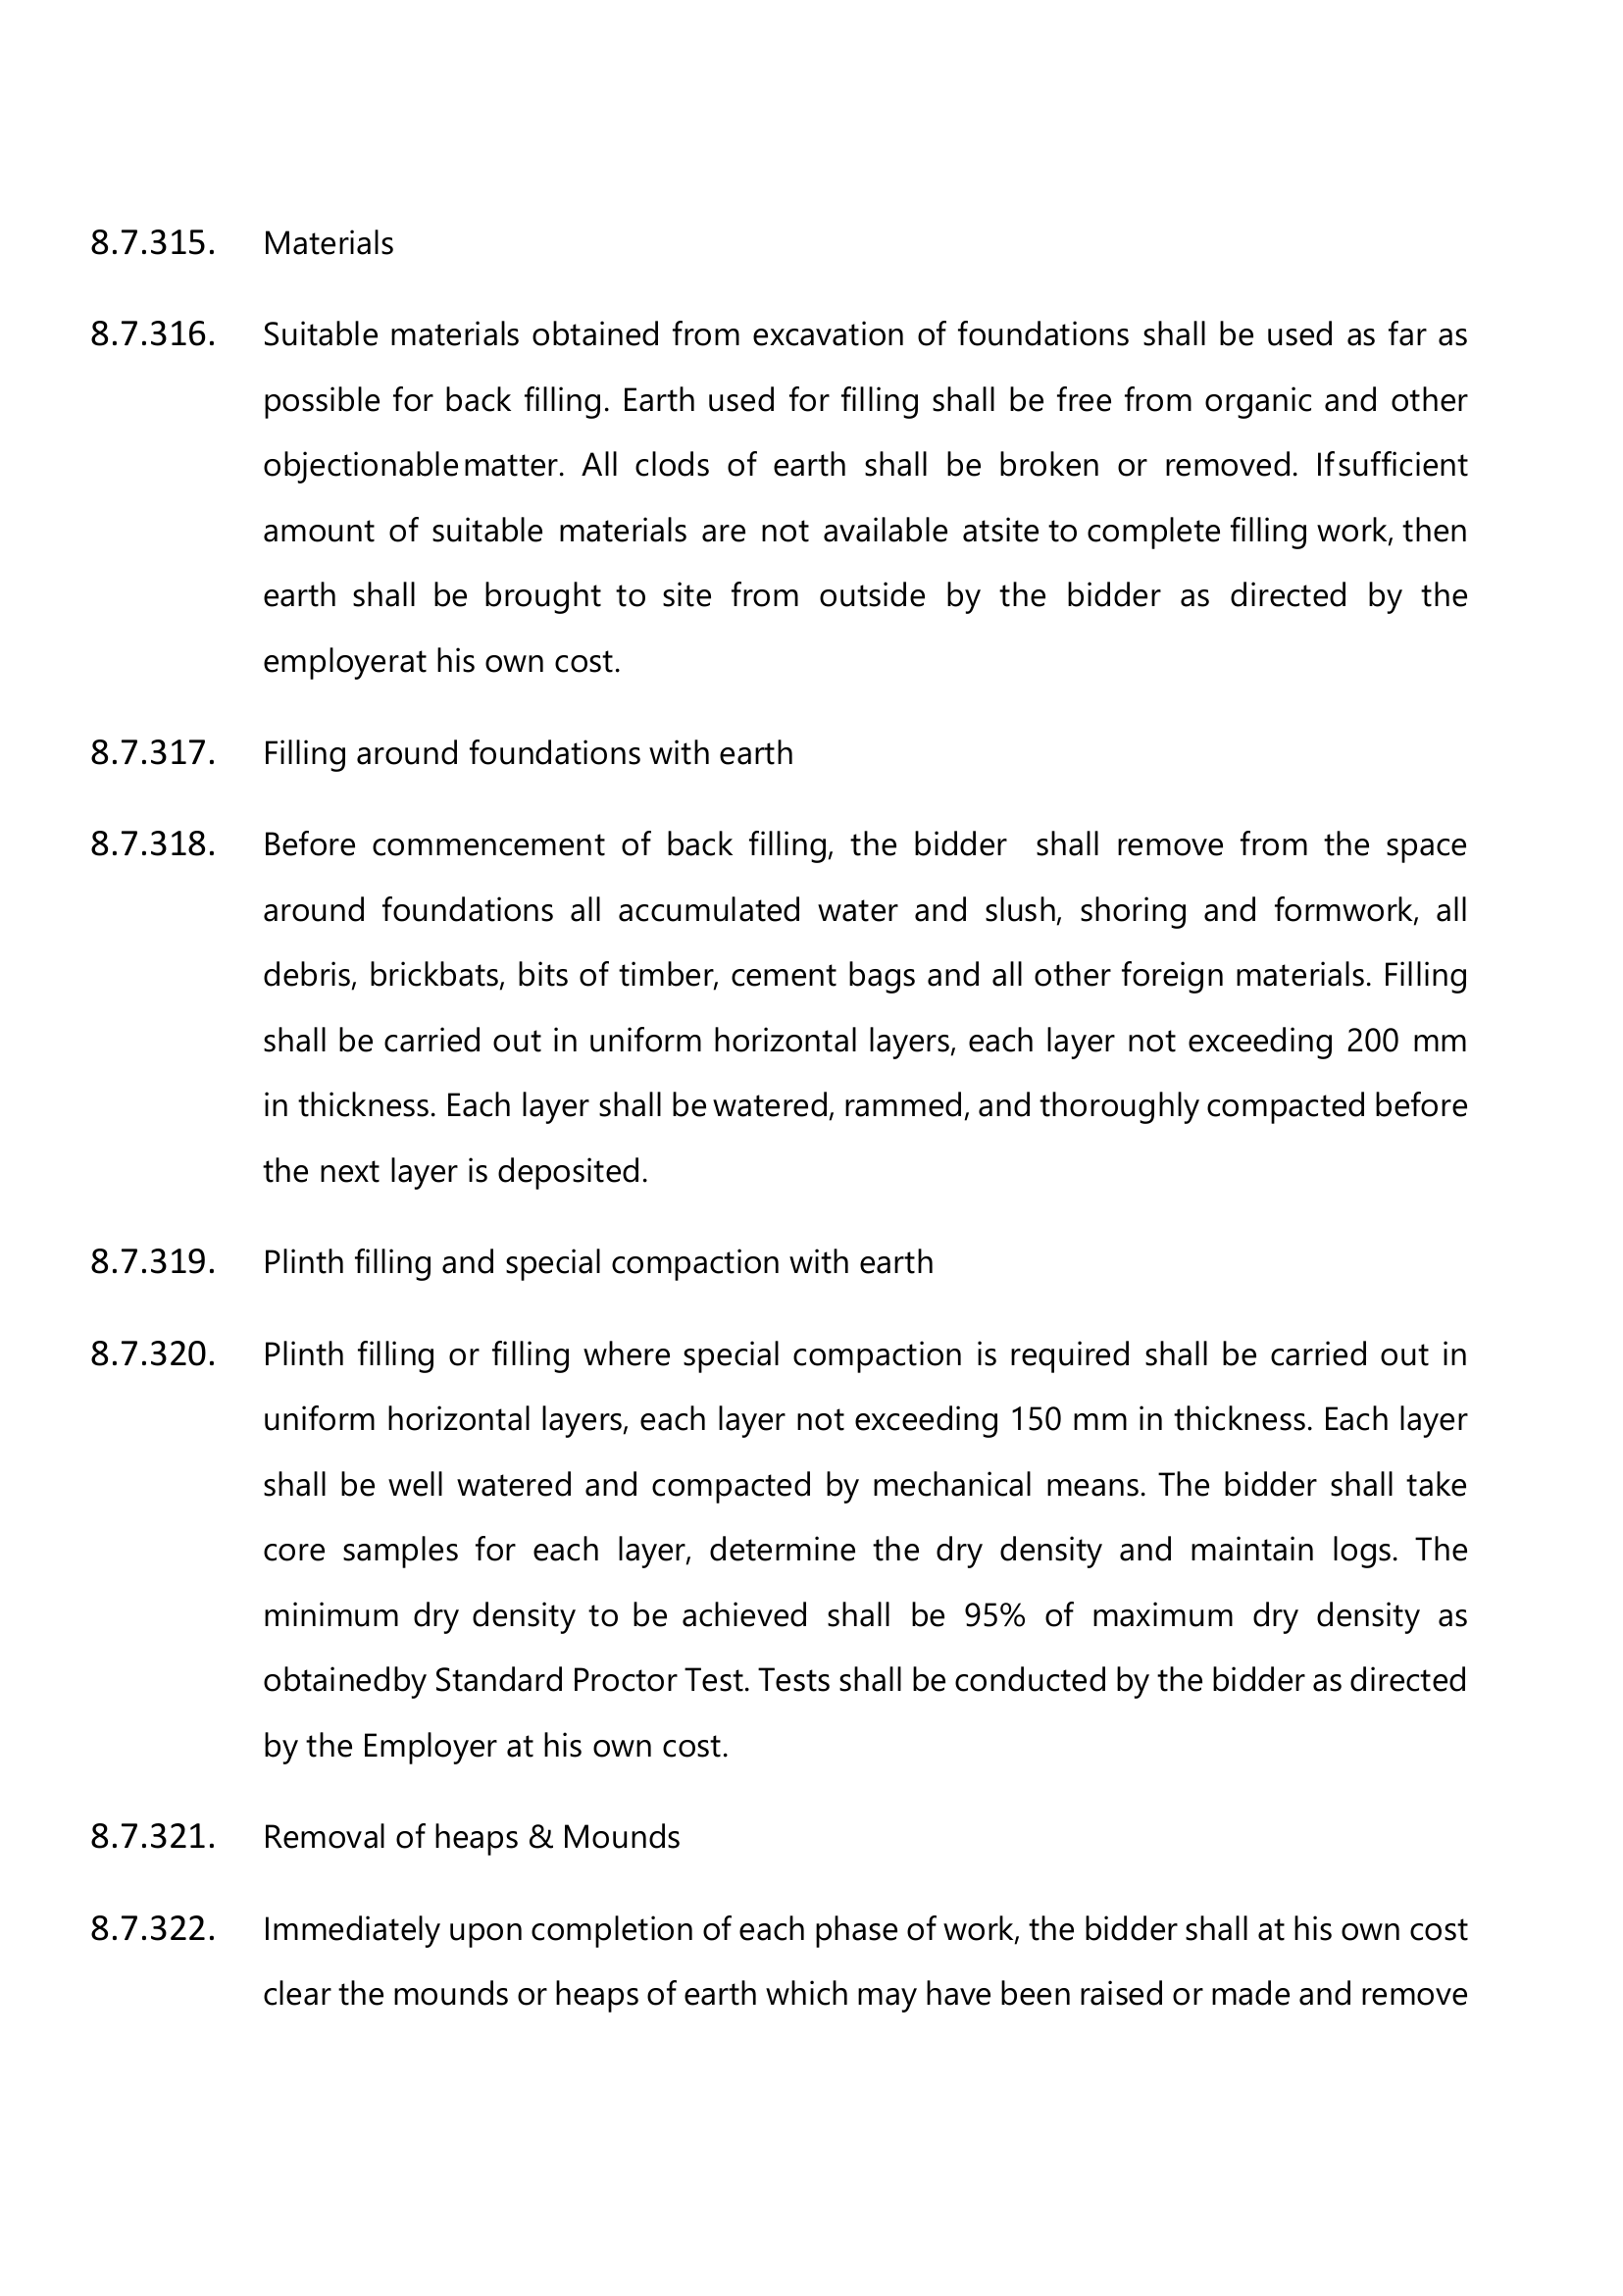 8.7.315. Materials
8.7.316. Suitable materials obtained from excavation of foundations shall be used as far as
possible for back filling. Earth used for filling shall be free from organic and other
objectionable matter. All clods of earth shall be broken or removed. Ifsufficient
amount of suitable materials are not available atsite to complete filling work, then
earth shall be brought to site from outside by the bidder as directed by the
employerat his own cost.
8.7.317. Filling around foundations with earth
8.7.318. Before commencement of back filling, the bidder shall remove from the space
around foundations all accumulated water and slush, shoring and formwork, all
debris, brickbats, bits of timber, cement bags and all other foreign materials. Filling
shall be carried out in uniform horizontal layers, each layer not exceeding 200 mm
in thickness. Each layer shall be watered, rammed, and thoroughly compacted before
the next layer is deposited.
8.7.319. Plinth filling and special compaction with earth
8.7.320. Plinth filling or filling where special compaction is required shall be carried out in
uniform horizontal layers, each layer not exceeding 150 mm in thickness. Each layer
shall be well watered and compacted by mechanical means. The bidder shall take
core samples for each layer, determine the dry density and maintain logs. The
minimum dry density to be achieved shall be 95% of maximum dry density as
obtainedby Standard Proctor Test. Tests shall be conducted by the bidder as directed
by the Employer at his own cost.
8.7.321. Removal of heaps & Mounds
8.7.322. Immediately upon completion of each phase of work, the bidder shall at his own cost
clear the mounds or heaps of earth which may have been raised or made and remove